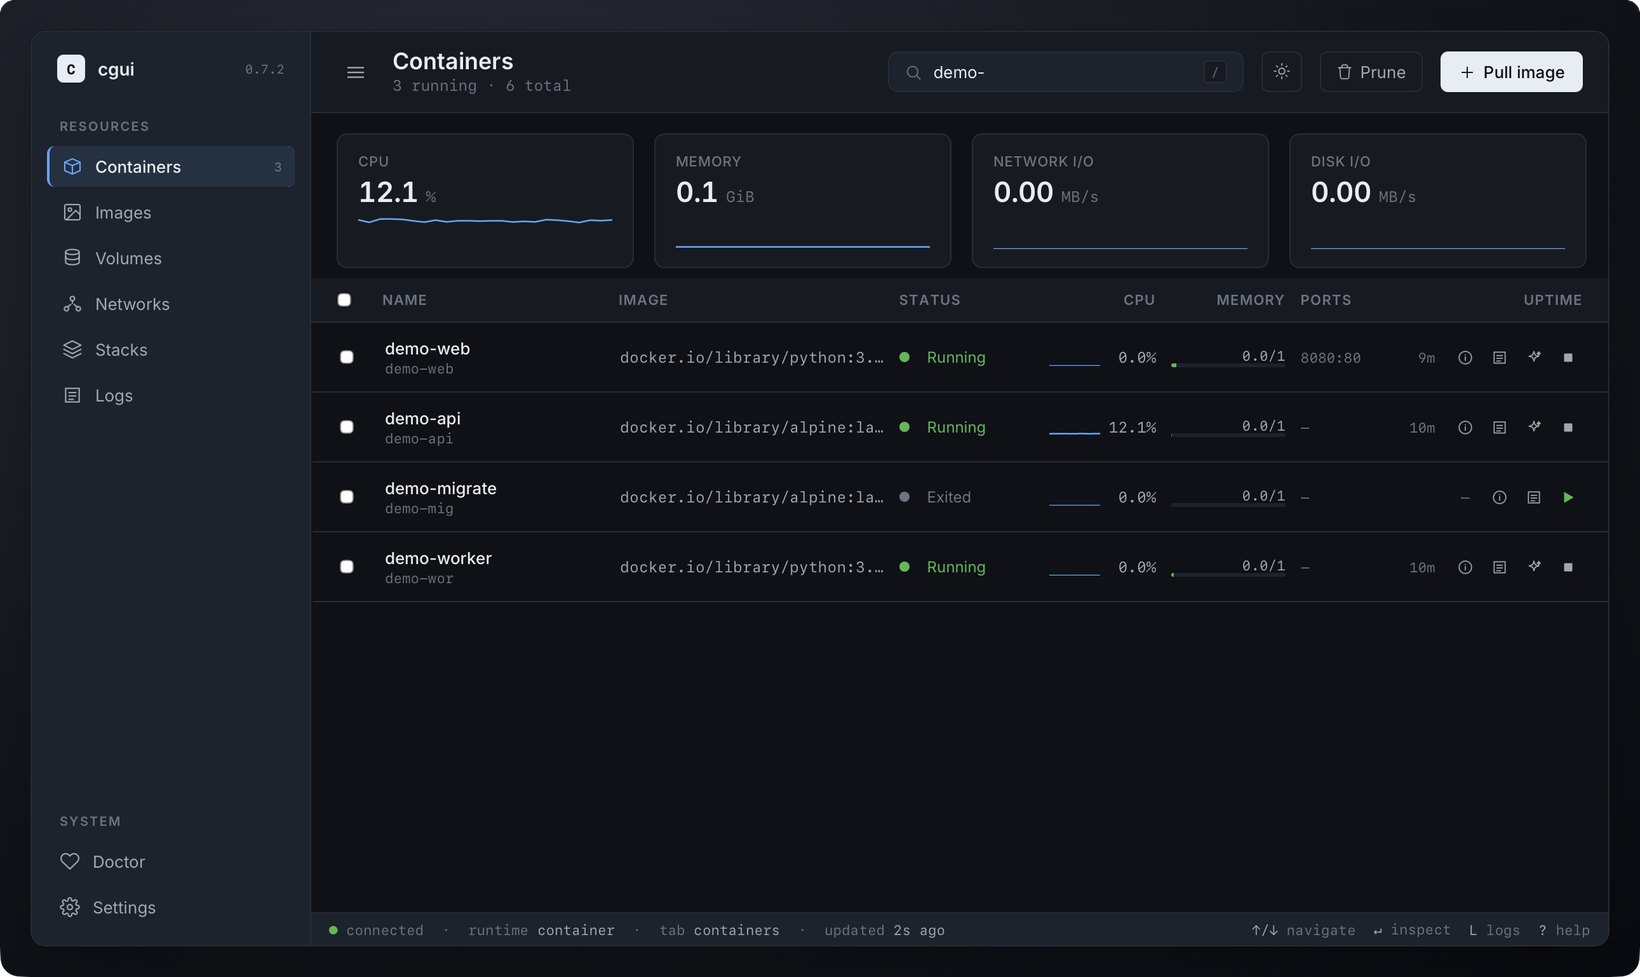 C cgui 0.7.2
RESOURCES
Containers 3
Images
Volumes
Networks
Stacks
Logs
SYSTEM
Doctor
Settings
Containers
3 running · 6 total
demo- /
Prune
+ Pull image
CPU
12.1 %
MEMORY
0.1 GiB
NETWORK I/O
0.00 MB/s
DISK I/O
0.00 MB/s
NAME IMAGE STATUS CPU MEMORY PORTS UPTIME
demo-web
demo-web
docker.io/library/python:3.… Running 0.0% 0.0/1 8080:80 9m
demo-api
demo-api
docker.io/library/alpine:la… Running 12.1% 0.0/1 — 10m
demo-migrate
demo-mig
docker.io/library/alpine:la… Exited 0.0% 0.0/1 — —
demo-worker
demo-wor
docker.io/library/python:3.… Running 0.0% 0.0/1 — 10m
connected · runtime container · tab containers · updated 2s ago
↑/↓ navigate ↵ inspect L logs ? help